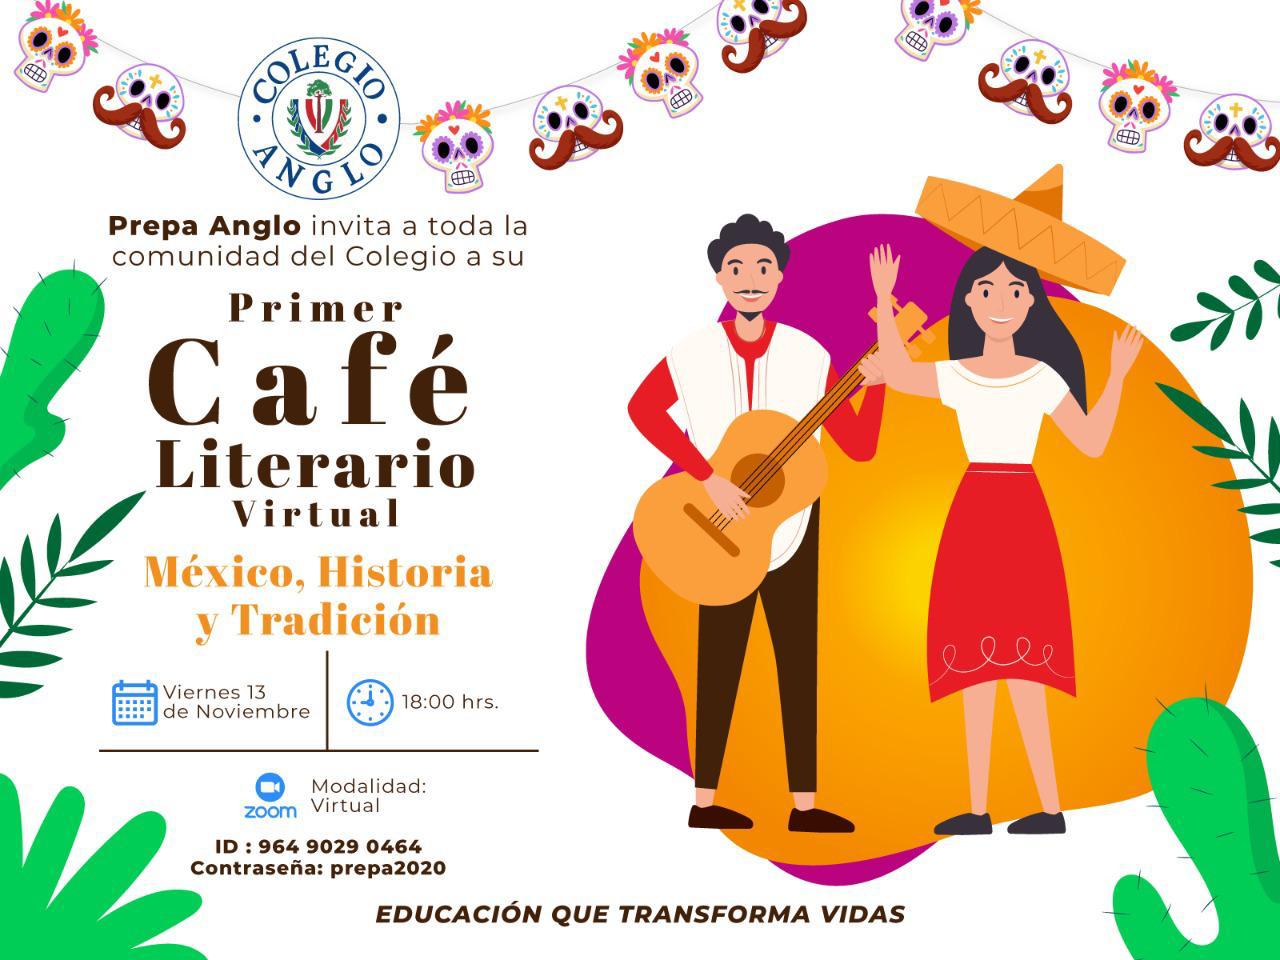 COLEGIO
ANGLO
Prepa Anglo invita a toda la
comunidad del Colegio a su
Primer
Café
Literario
Virtual
México, Historia
y Tradición
Viernes 13
de Noviembre
18:00 hrs.
zoom
Modalidad:
Virtual
ID : 964 9029 0464
Contraseña: prepa2020
EDUCACIÓN QUE TRANSFORMA VIDAS